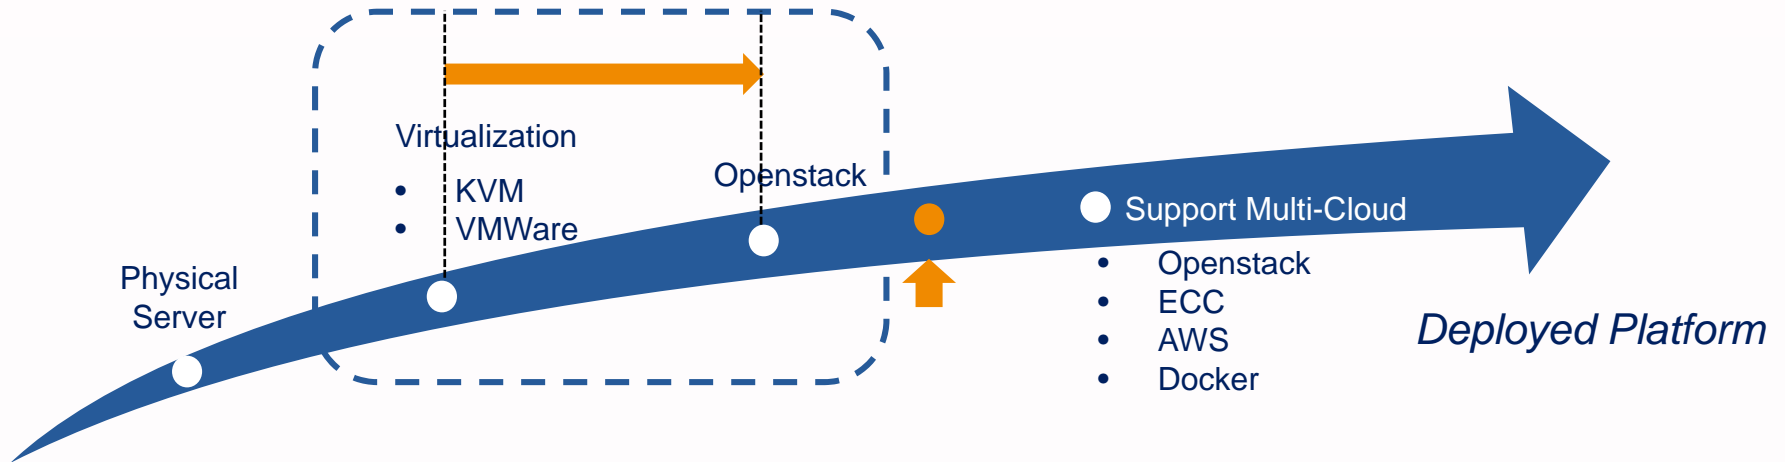 Virtualization
• KVM
• VMWare
Openstack
Physical
Server
Support Multi-Cloud
• Openstack
• ECC
• AWS
• Docker
Deployed Platform